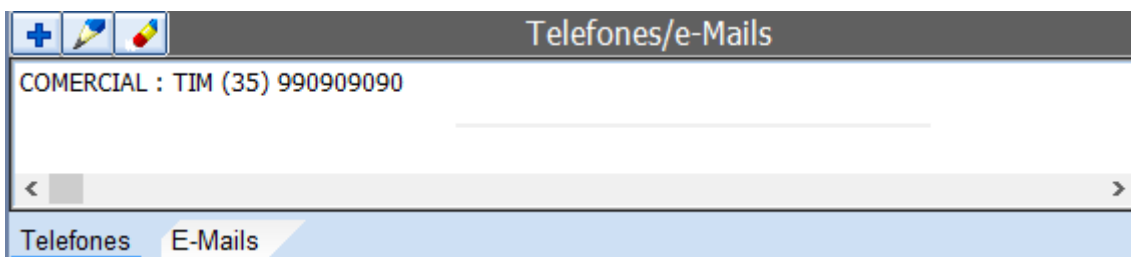 Telefones/e-Mails
COMERCIAL : TIM (35) 990909090
Telefones E-Mails